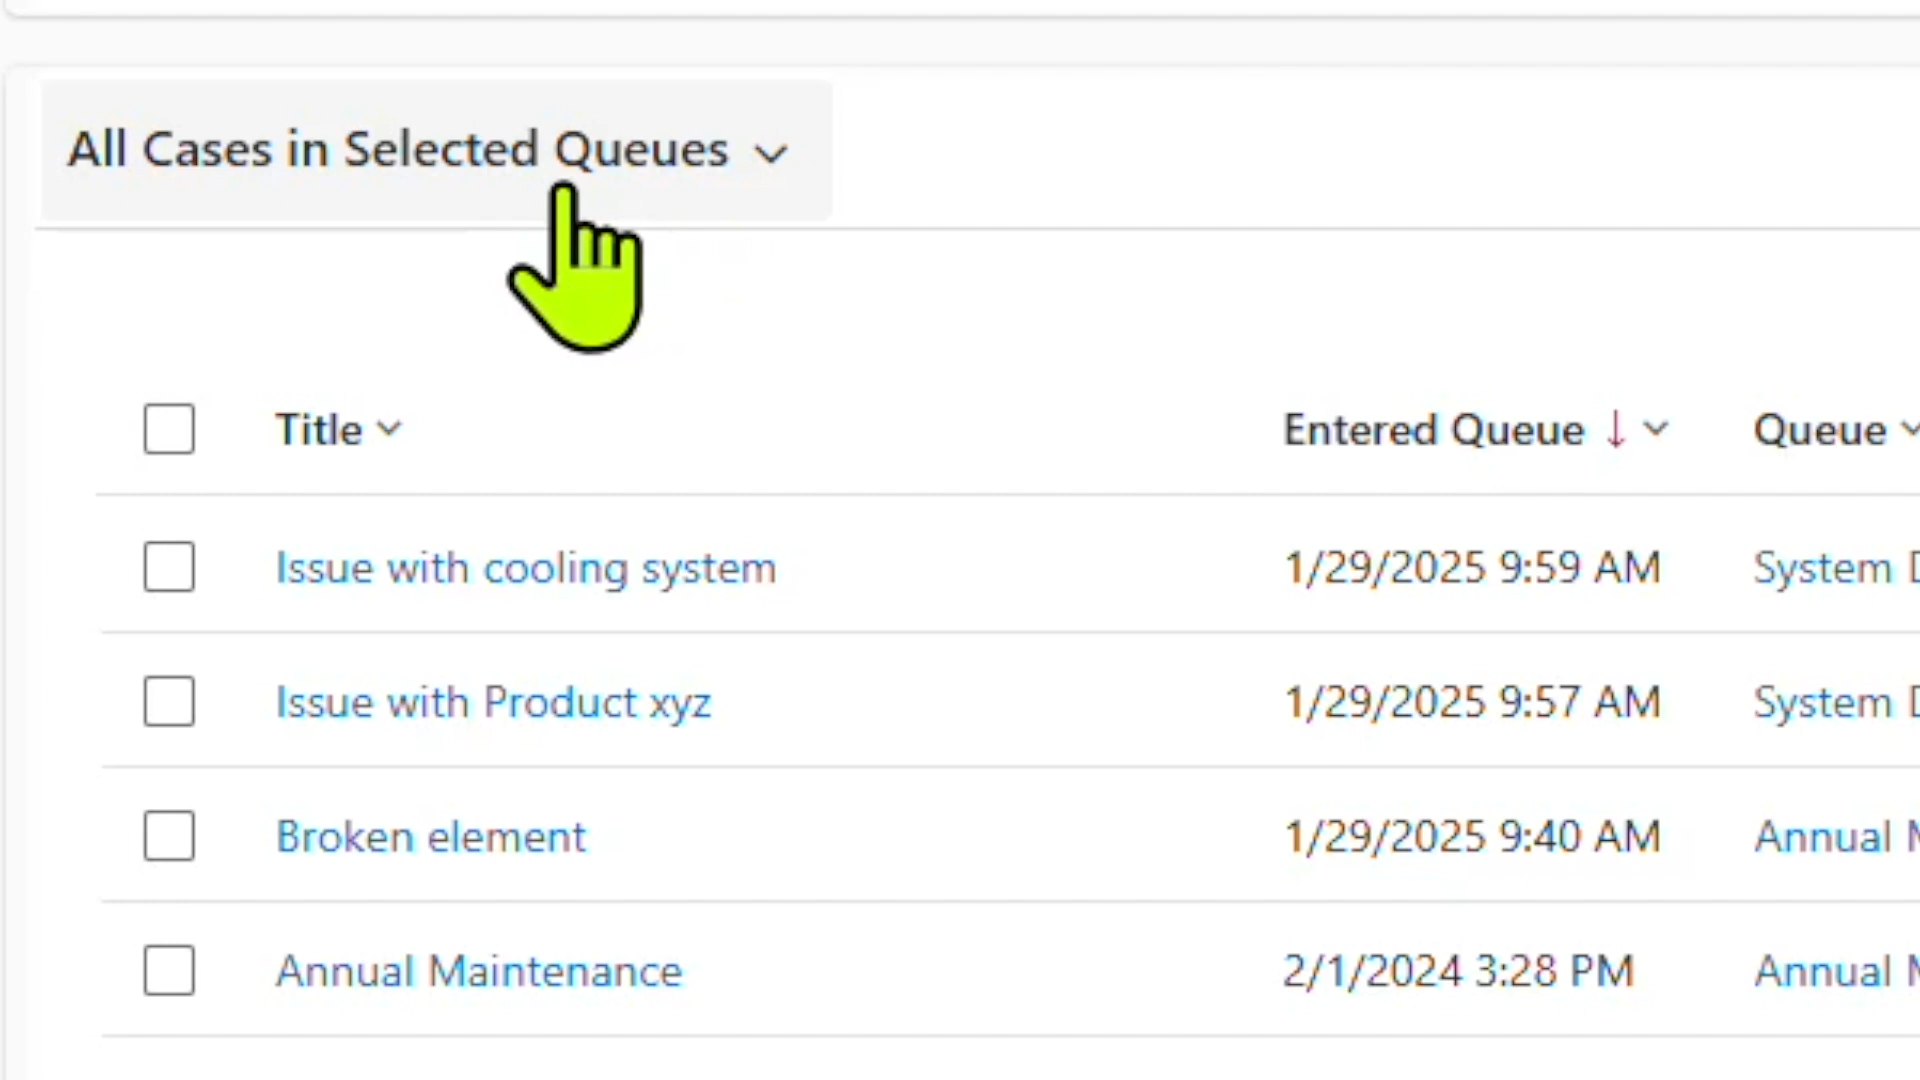 All Cases in Selected Queues
Title Entered Queue ↓ Queue
Issue with cooling system 1/29/2025 9:59 AM System
Issue with Product xyz 1/29/2025 9:57 AM System
Broken element 1/29/2025 9:40 AM Annual
Annual Maintenance 2/1/2024 3:28 PM Annual